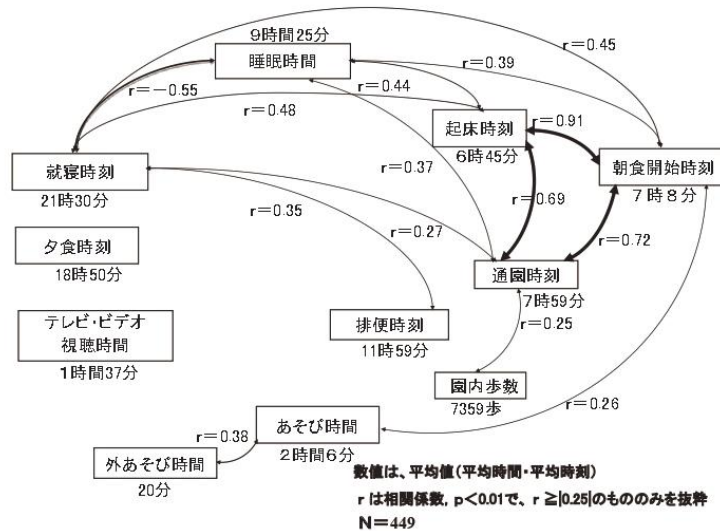 9時間25分
睡眠時間
r＝0.45
r＝0.39
r＝−0.55
r＝0.44
r＝0.48
起床時刻
6時45分
r＝0.91
就寝時刻
21時30分
r＝0.37
朝食開始時刻
7時8分
r＝0.35
r＝0.69
r＝0.27
r＝0.72
夕食時刻
18時50分
通園時刻
7時59分
テレビ・ビデオ
視聴時間
1時間37分
排便時刻
11時59分
r＝0.25
園内歩数
7359歩
r＝0.26
あそび時間
2時間6分
r＝0.38
外あそび時間
20分
数値は、平均値(平均時間・平均時刻)
r は相関係数, p＜0.01で、r ≧|0.25|のもののみを抜粋
N＝449